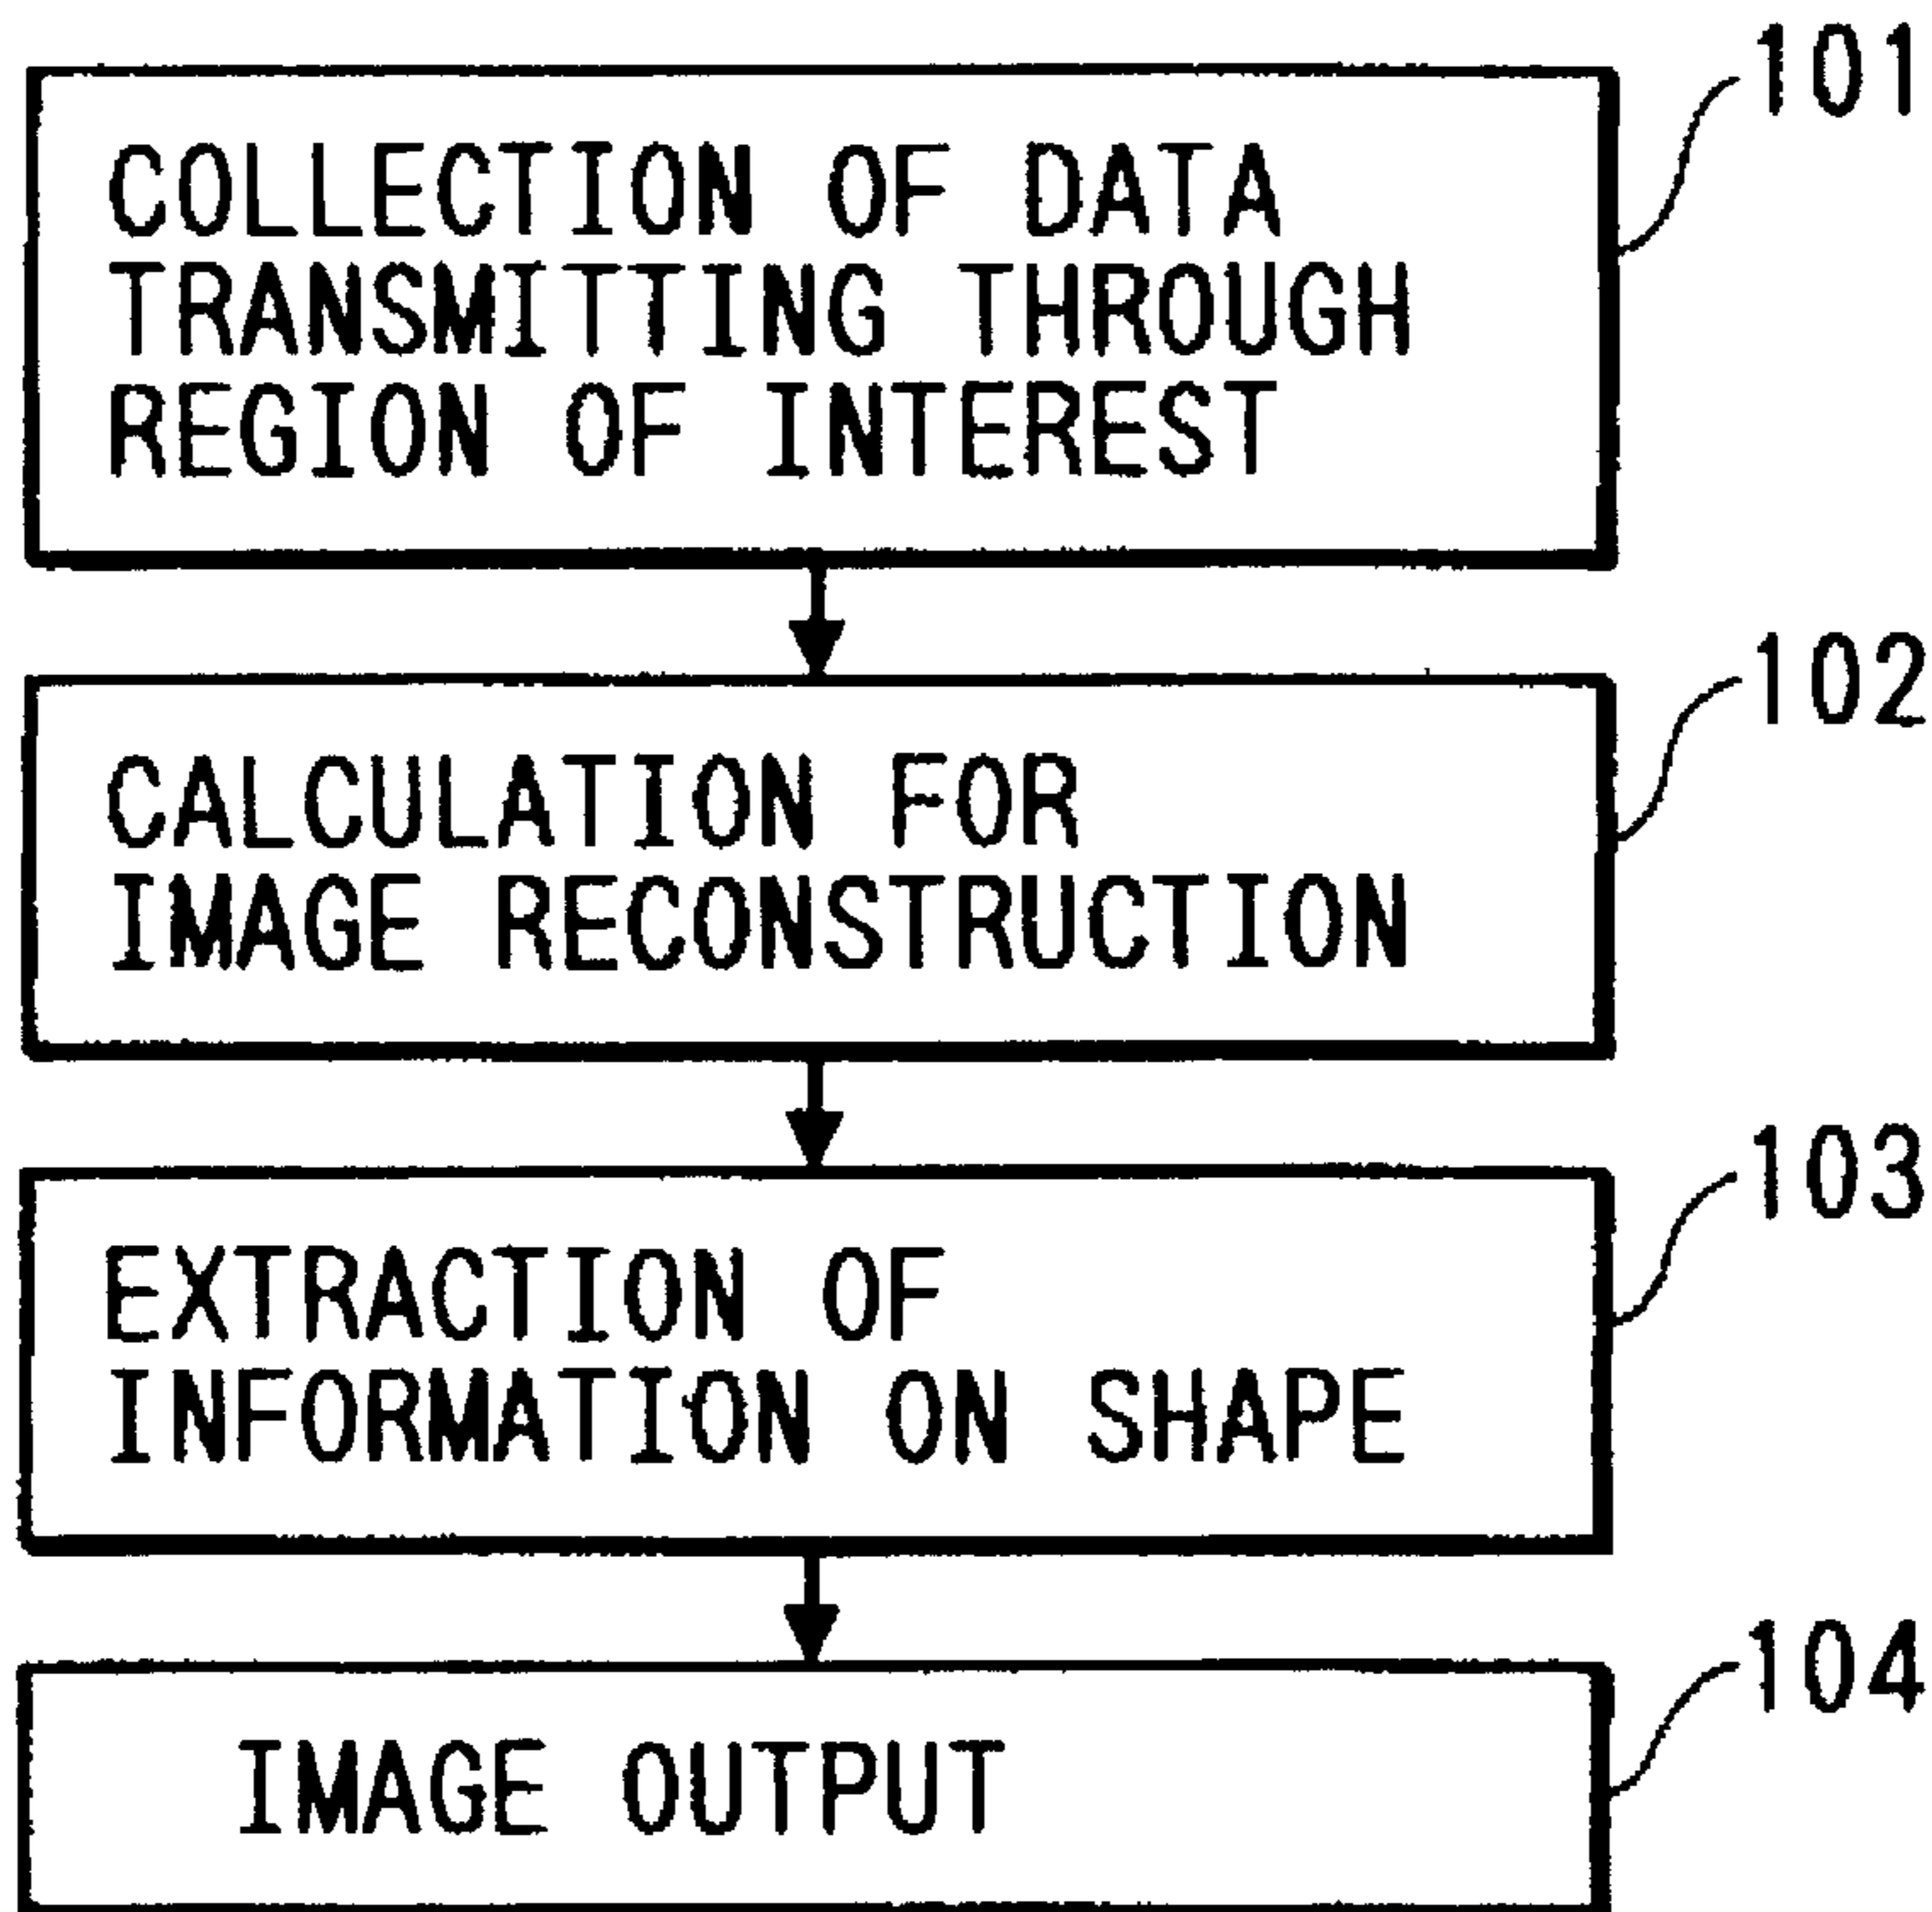 101
COLLECTION OF DATA
TRANSMITTING THROUGH
REGION OF INTEREST
102
CALCULATION FOR
IMAGE RECONSTRUCTION
103
EXTRACTION OF
INFORMATION ON SHAPE
104
IMAGE OUTPUT